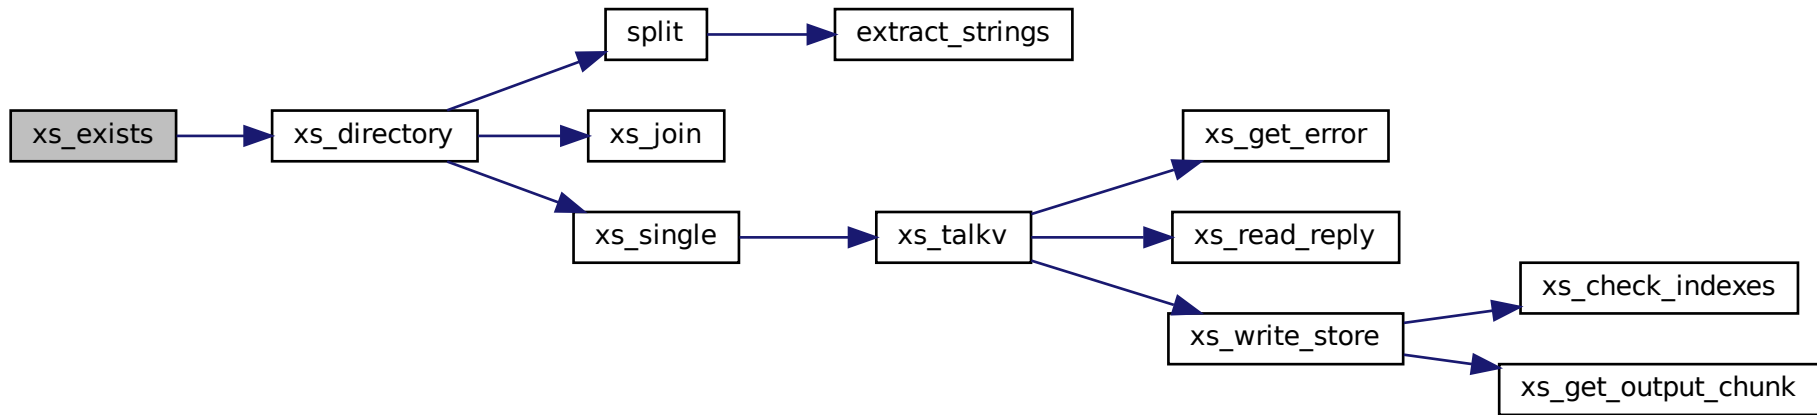 xs_exists
xs_directory
split
extract_strings
xs_join
xs_single
xs_talkv
xs_get_error
xs_read_reply
xs_write_store
xs_check_indexes
xs_get_output_chunk